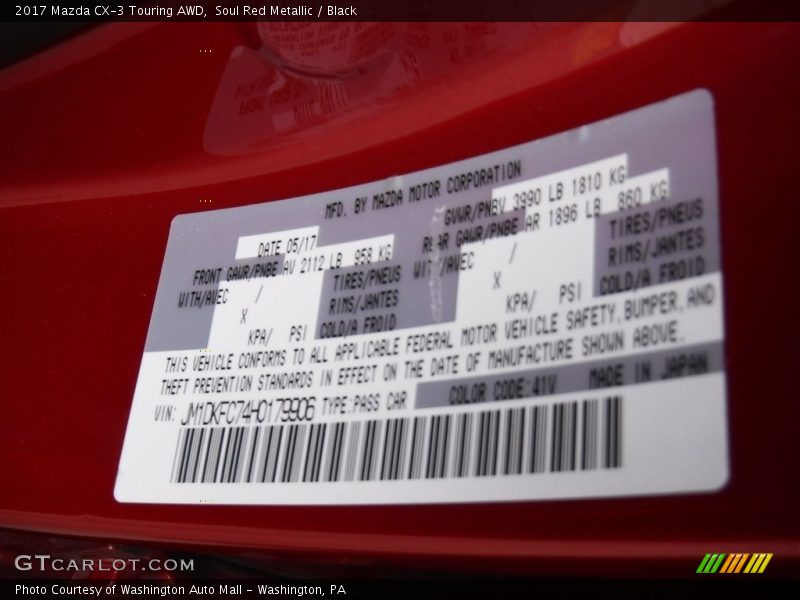 2017 Mazda CX-3 Touring AWD, Soul Red Metallic / Black
MFD. BY MAZDA MOTOR CORPORATION
DATE 05/17
GVWR/PNBV 3990 LB 1810 KG
FRONT GAWR/PNBE AV 2112 LB 958 KG
REAR GAWR/PNBE AR 1896 LB 860 KG
WITH/AVEC / TIRES/PNEUS
X RIMS/JANTES
KPA/ PSI COLD/A FROID
WITH/AVEC / TIRES/PNEUS
X RIMS/JANTES
KPA/ PSI COLD/A FROID
THIS VEHICLE CONFORMS TO ALL APPLICABLE FEDERAL MOTOR VEHICLE SAFETY, BUMPER, AND
THEFT PREVENTION STANDARDS IN EFFECT ON THE DATE OF MANUFACTURE SHOWN ABOVE.
VIN: JM1DKFC74H0179906 TYPE:PASS CAR
COLOR CODE:41V MADE IN JAPAN
GTCARLOT.COM
Photo Courtesy of Washington Auto Mall - Washington, PA